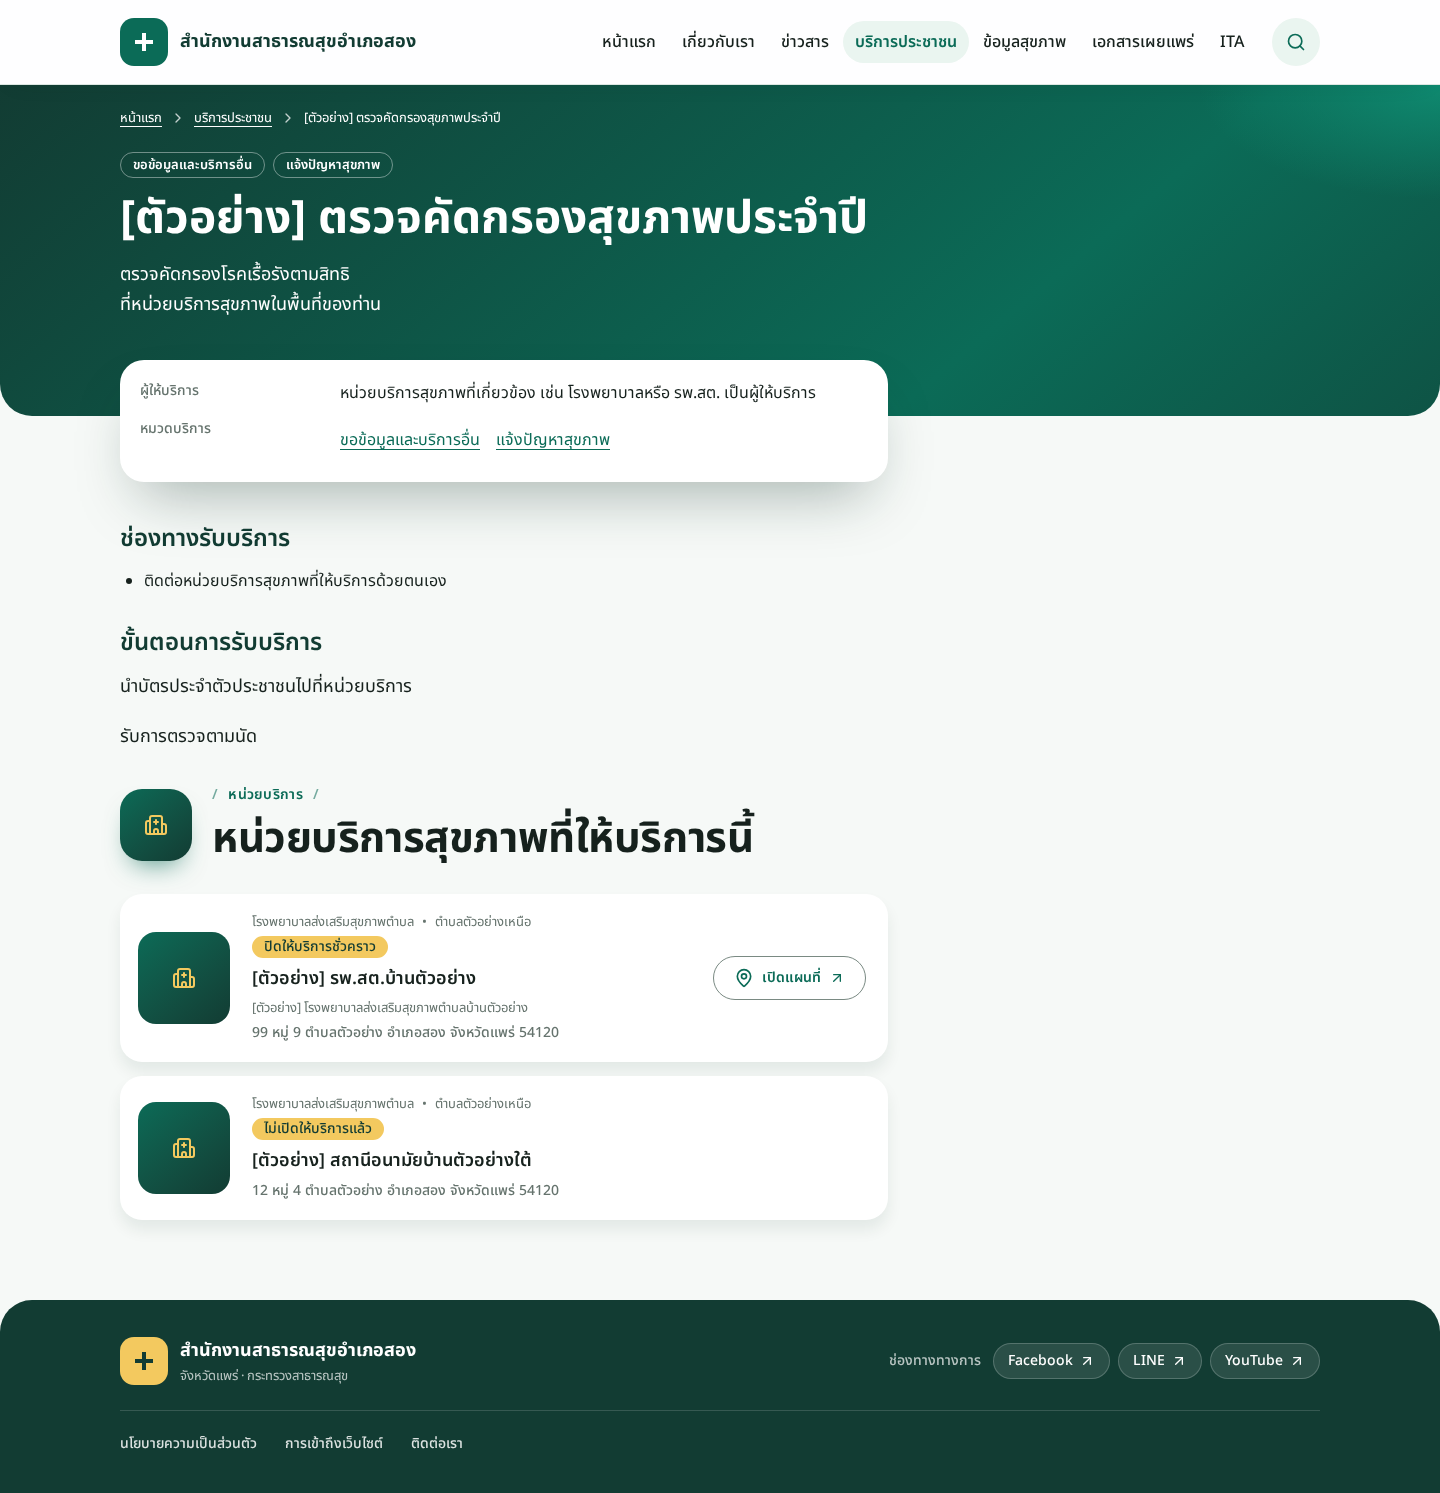 สำนักงานสาธารณสุขอำเภอสอง
หน้าแรก เกี่ยวกับเรา ข่าวสาร บริการประชาชน ข้อมูลสุขภาพ เอกสารเผยแพร่ ITA
หน้าแรก บริการประชาชน [ตัวอย่าง] ตรวจคัดกรองสุขภาพประจำปี
ขอข้อมูลและบริการอื่น แจ้งปัญหาสุขภาพ
[ตัวอย่าง] ตรวจคัดกรองสุขภาพประจำปี
ตรวจคัดกรองโรคเรื้อรังตามสิทธิ
ที่หน่วยบริการสุขภาพในพื้นที่ของท่าน
ผู้ให้บริการ หน่วยบริการสุขภาพที่เกี่ยวข้อง เช่น โรงพยาบาลหรือ รพ.สต. เป็นผู้ให้บริการ
หมวดบริการ ขอข้อมูลและบริการอื่น แจ้งปัญหาสุขภาพ
ช่องทางรับบริการ
• ติดต่อหน่วยบริการสุขภาพที่ให้บริการด้วยตนเอง
ขั้นตอนการรับบริการ
นำบัตรประจำตัวประชาชนไปที่หน่วยบริการ
รับการตรวจตามนัด
/ หน่วยบริการ /
หน่วยบริการสุขภาพที่ให้บริการนี้
โรงพยาบาลส่งเสริมสุขภาพตำบล • ตำบลตัวอย่างเหนือ
ปิดให้บริการชั่วคราว
[ตัวอย่าง] รพ.สต.บ้านตัวอย่าง
[ตัวอย่าง] โรงพยาบาลส่งเสริมสุขภาพตำบลบ้านตัวอย่าง
99 หมู่ 9 ตำบลตัวอย่าง อำเภอสอง จังหวัดแพร่ 54120
เปิดแผนที่
โรงพยาบาลส่งเสริมสุขภาพตำบล • ตำบลตัวอย่างเหนือ
ไม่เปิดให้บริการแล้ว
[ตัวอย่าง] สถานีอนามัยบ้านตัวอย่างใต้
12 หมู่ 4 ตำบลตัวอย่าง อำเภอสอง จังหวัดแพร่ 54120
สำนักงานสาธารณสุขอำเภอสอง
จังหวัดแพร่ · กระทรวงสาธารณสุข
ช่องทางทางการ Facebook LINE YouTube
นโยบายความเป็นส่วนตัว การเข้าถึงเว็บไซต์ ติดต่อเรา